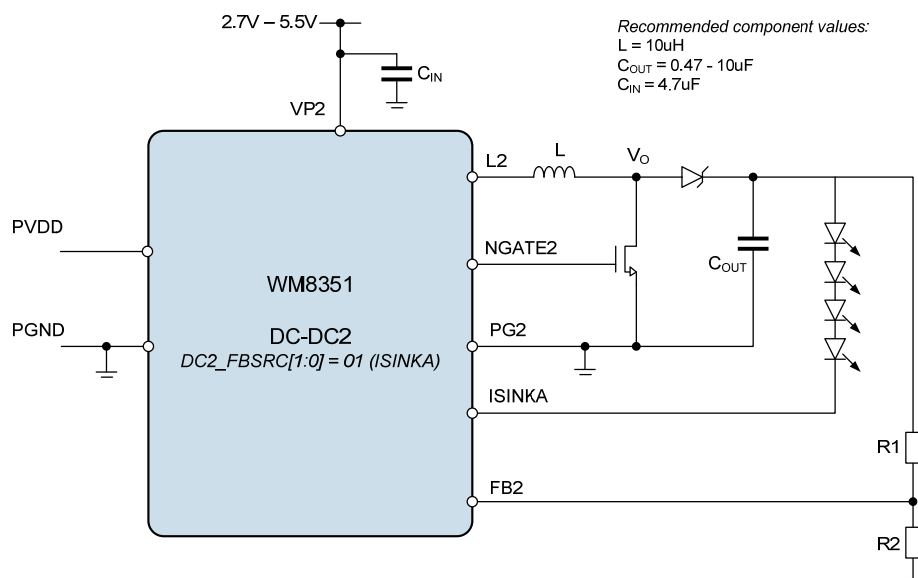 2.7V – 5.5V
Recommended component values:
L = 10uH
COUT = 0.47 - 10uF
CIN = 4.7uF
CIN
VP2
L2
L
VO
PVDD
NGATE2
COUT
WM8351
PGND
DC-DC2
PG2
DC2_FBSRC[1:0] = 01 (ISINKA)
ISINKA
R1
FB2
R2